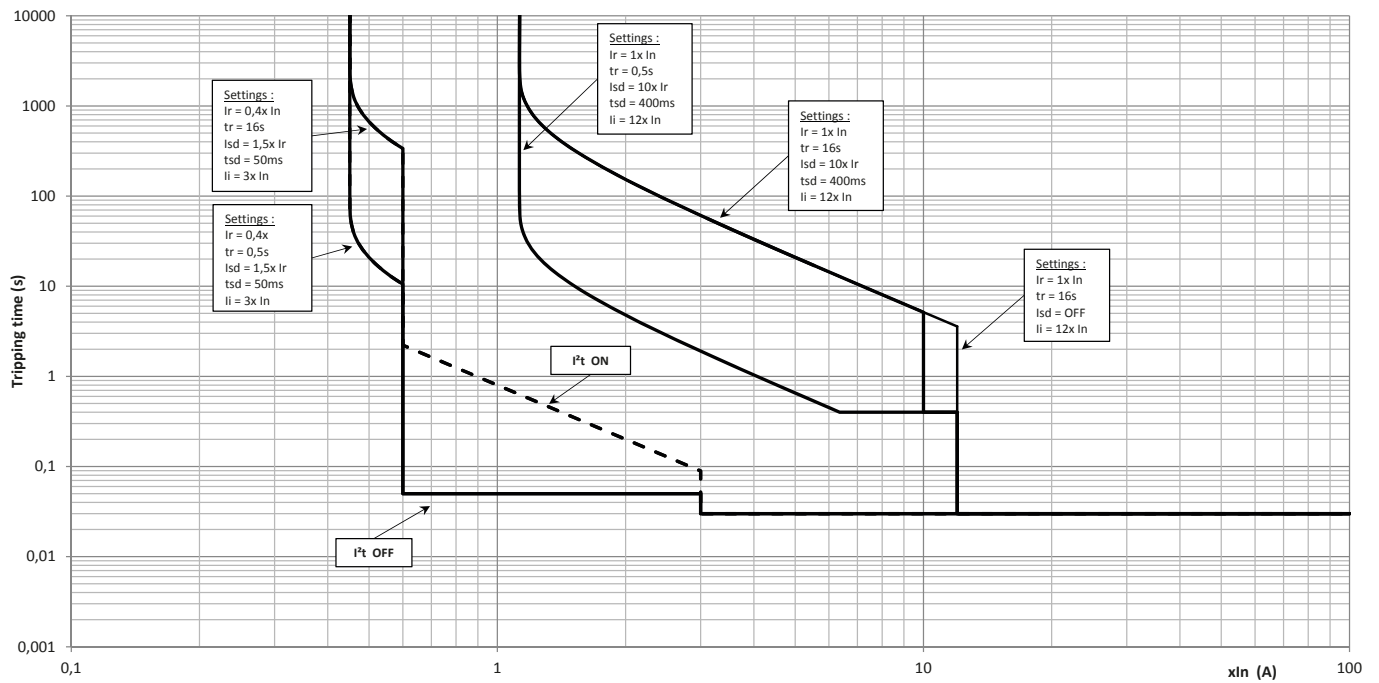 10000
1000
100
10
1
0,1
0,01
0,001
Tripping time (s)
0,1
1
10
100
xIn (A)
Settings :
Ir = 0,4x In
tr = 16s
Isd = 1,5x Ir
tsd = 50ms
Ii = 3x In
Settings :
Ir = 0,4x
tr = 0,5s
Isd = 1,5x Ir
tsd = 50ms
Ii = 3x In
Settings :
Ir = 1x In
tr = 0,5s
Isd = 10x Ir
tsd = 400ms
Ii = 12x In
Settings :
Ir = 1x In
tr = 16s
Isd = 10x Ir
tsd = 400ms
Ii = 12x In
Settings :
Ir = 1x In
tr = 16s
Isd = OFF
Ii = 12x In
I²t ON
I²t OFF